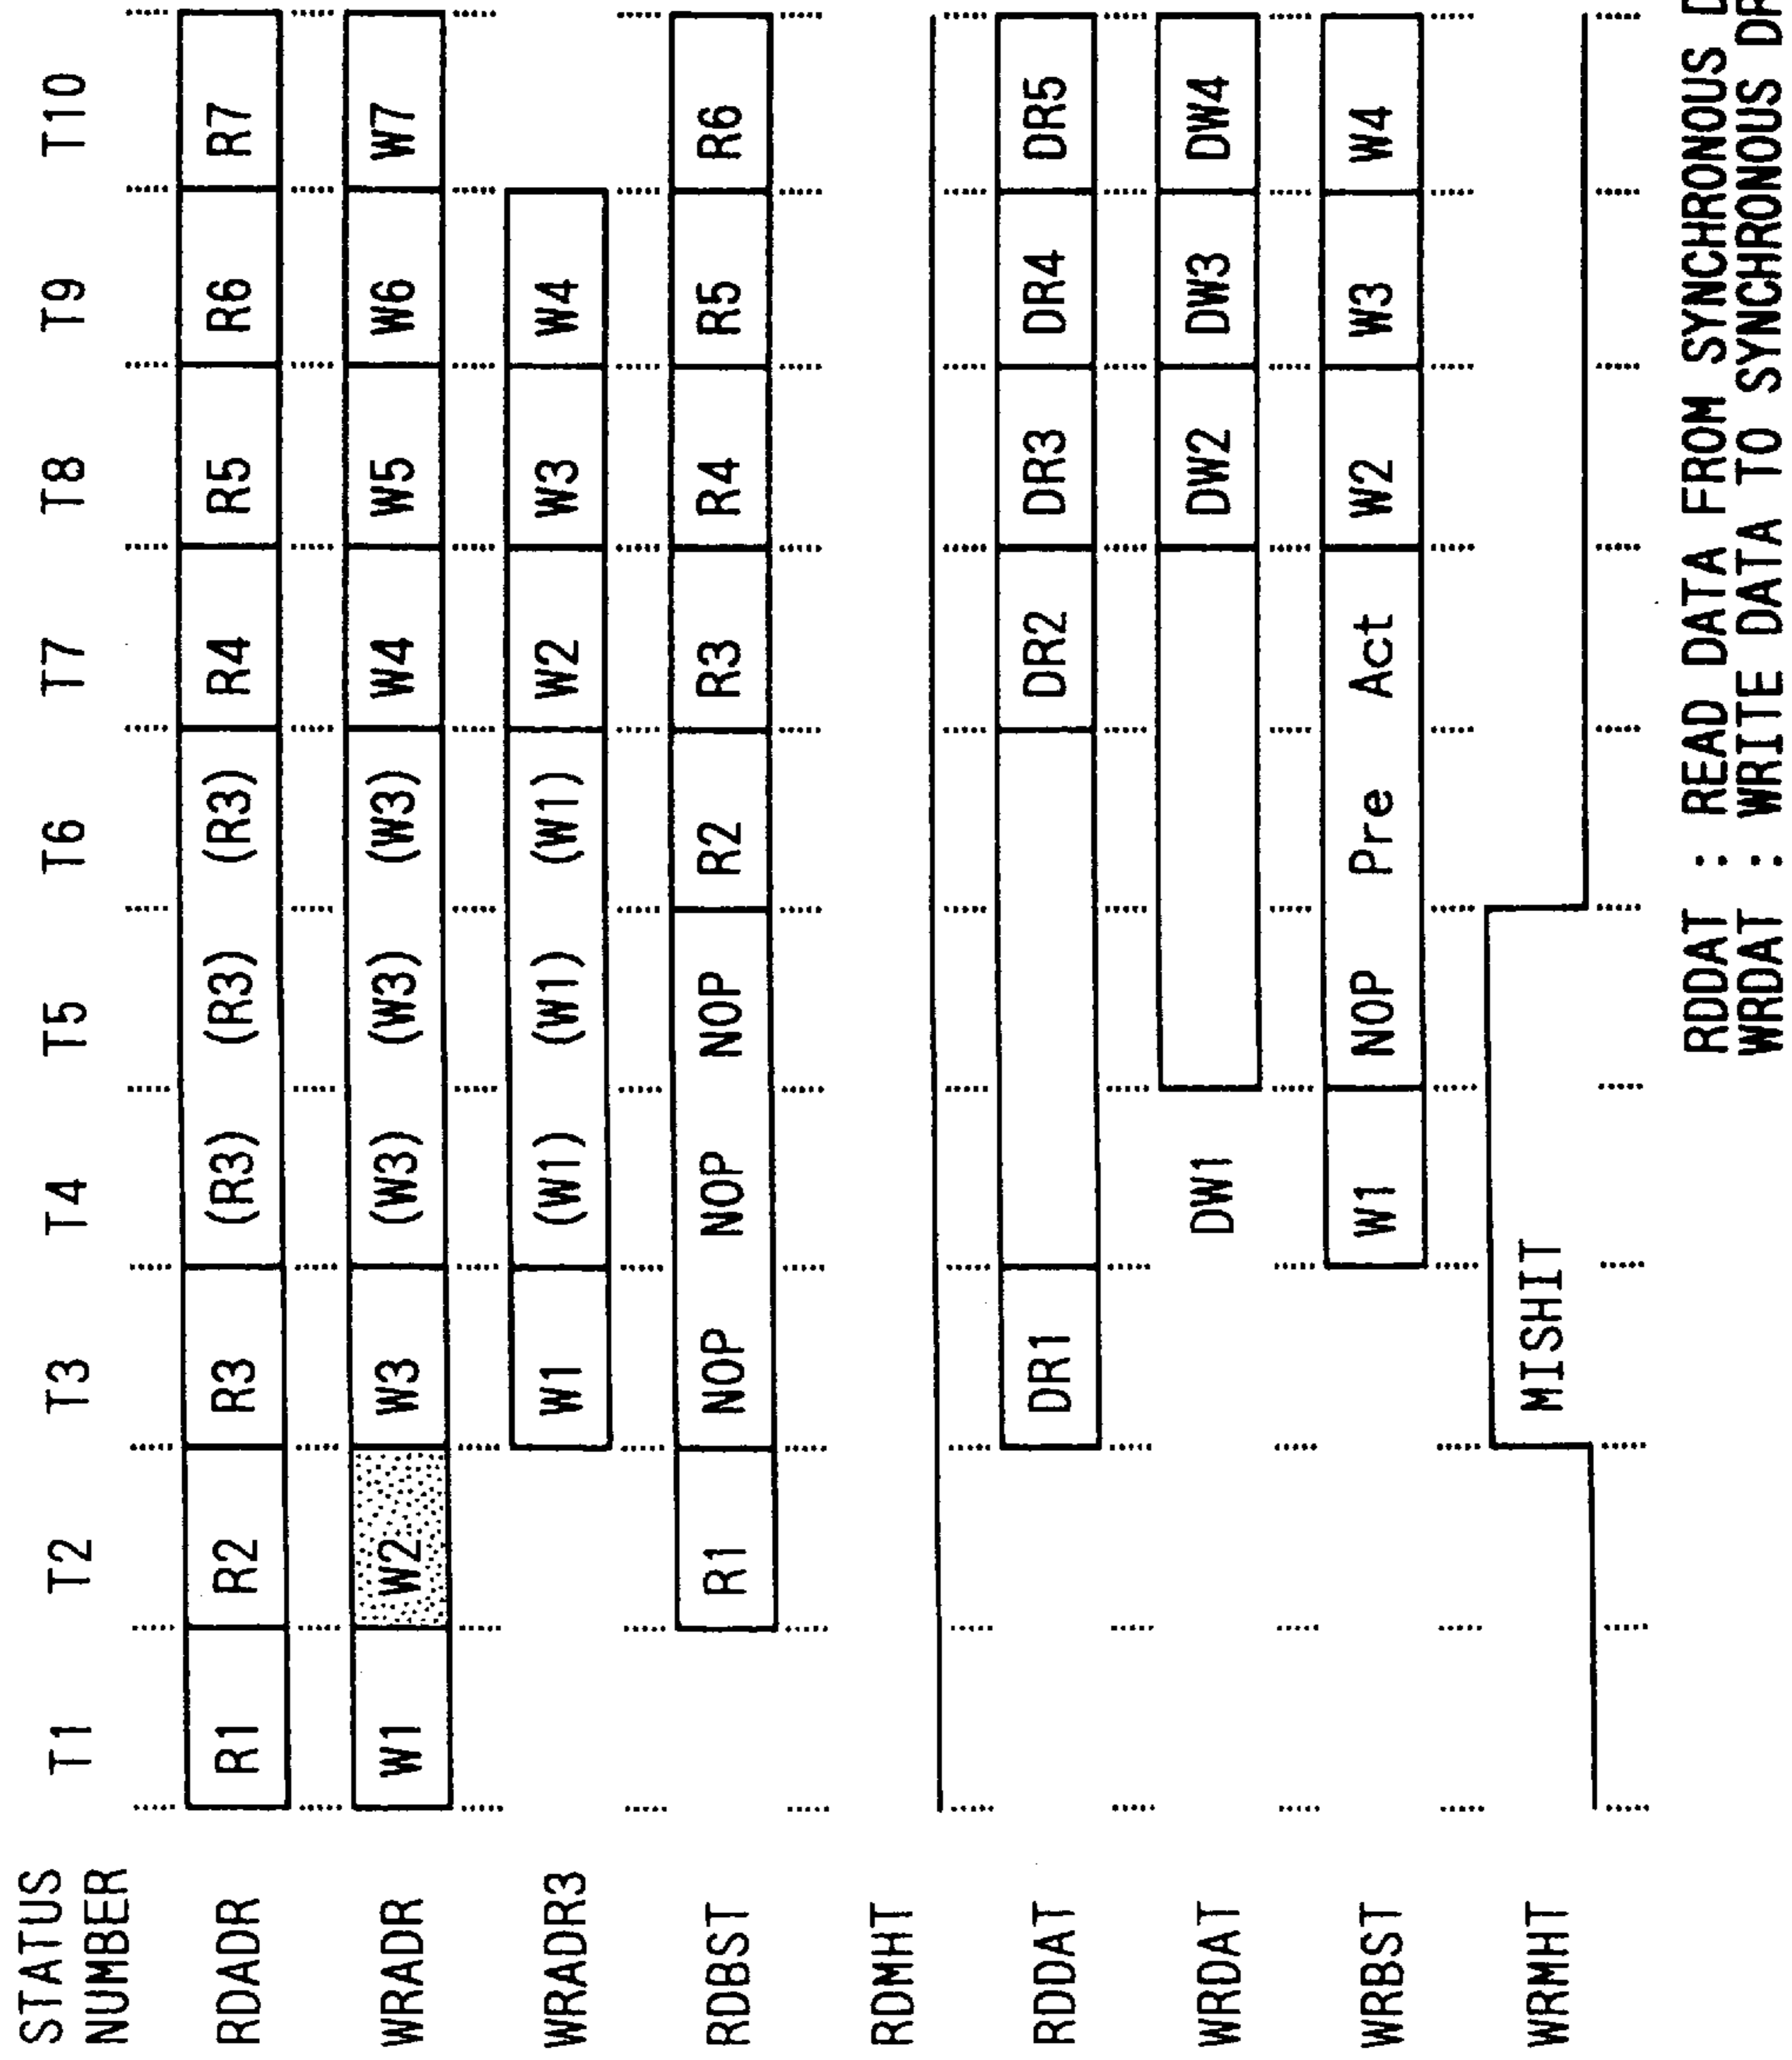 STATUS NUMBER T1 T2 T3 T4 T5 T6 T7 T8 T9 T10
RDADR R1 R2 R3 (R3) (R3) (R3) R4 R5 R6 R7
WRADR W1 W2 W3 (W3) (W3) (W3) W4 W5 W6 W7
WRADR3 W1 (W1) (W1) (W1) W2 W3 W4
RDBST R1 NOP NOP NOP R2 R3 R4 R5 R6
RDMHT
RDDAT DR1 DR2 DR3 DR4 DR5
WRDAT DW1 DW2 DW3 DW4
WRBST W1 NOP Pre Act W2 W3 W4
WRMHT MISHIT
RDDAT : READ DATA FROM SYNCHRONOUS
WRDAT : WRITE DATA TO SYNCHRONOUS